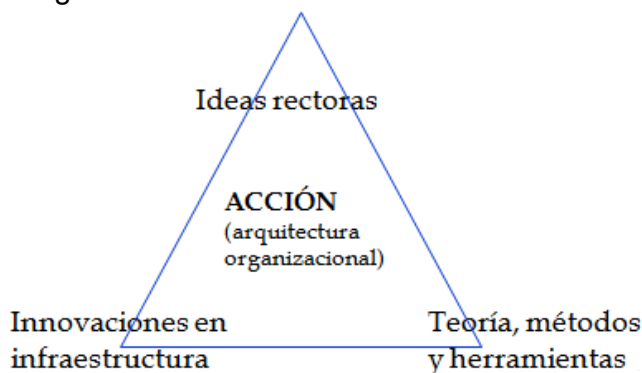 Ideas rectoras
ACCIÓN
(arquitectura
organizacional)
Innovaciones en
infraestructura
Teoría, métodos
y herramientas